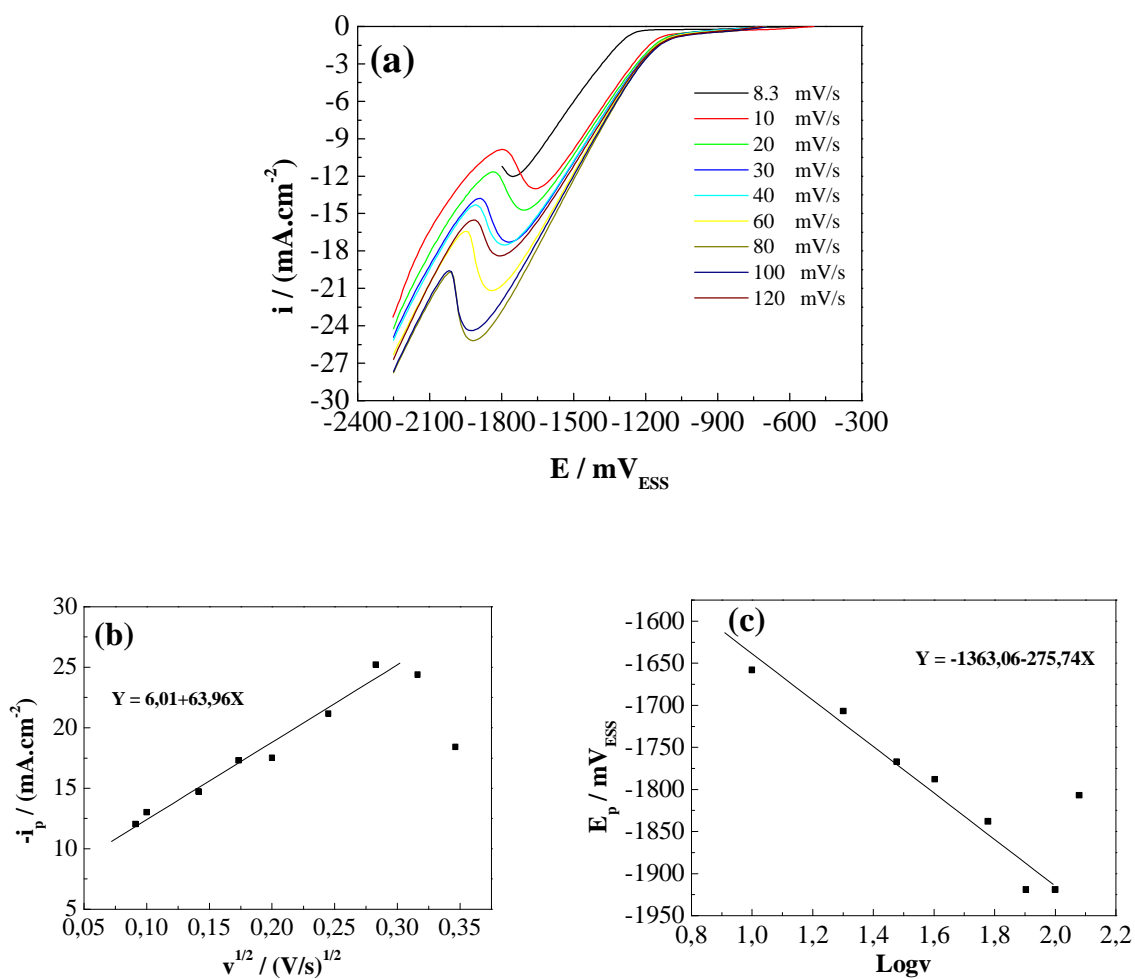 (a)
0
-3
-6
-9
-12
-15
-18
-21
-24
-27
-30
i / (mA.cm-2)
8.3 mV/s
10 mV/s
20 mV/s
30 mV/s
40 mV/s
60 mV/s
80 mV/s
100 mV/s
120 mV/s
-2400 -2100 -1800 -1500 -1200 -900 -600 -300
E / mVESS
(b)
30
25
20
15
10
5
-ip / (mA.cm-2)
Y = 6,01+63,96X
0,05 0,10 0,15 0,20 0,25 0,30 0,35
v1/2 / (V/s)1/2
(c)
-1600
-1650
-1700
-1750
-1800
-1850
-1900
-1950
Ep / mVESS
Y = -1363,06-275,74X
0,8 1,0 1,2 1,4 1,6 1,8 2,0 2,2
Logv